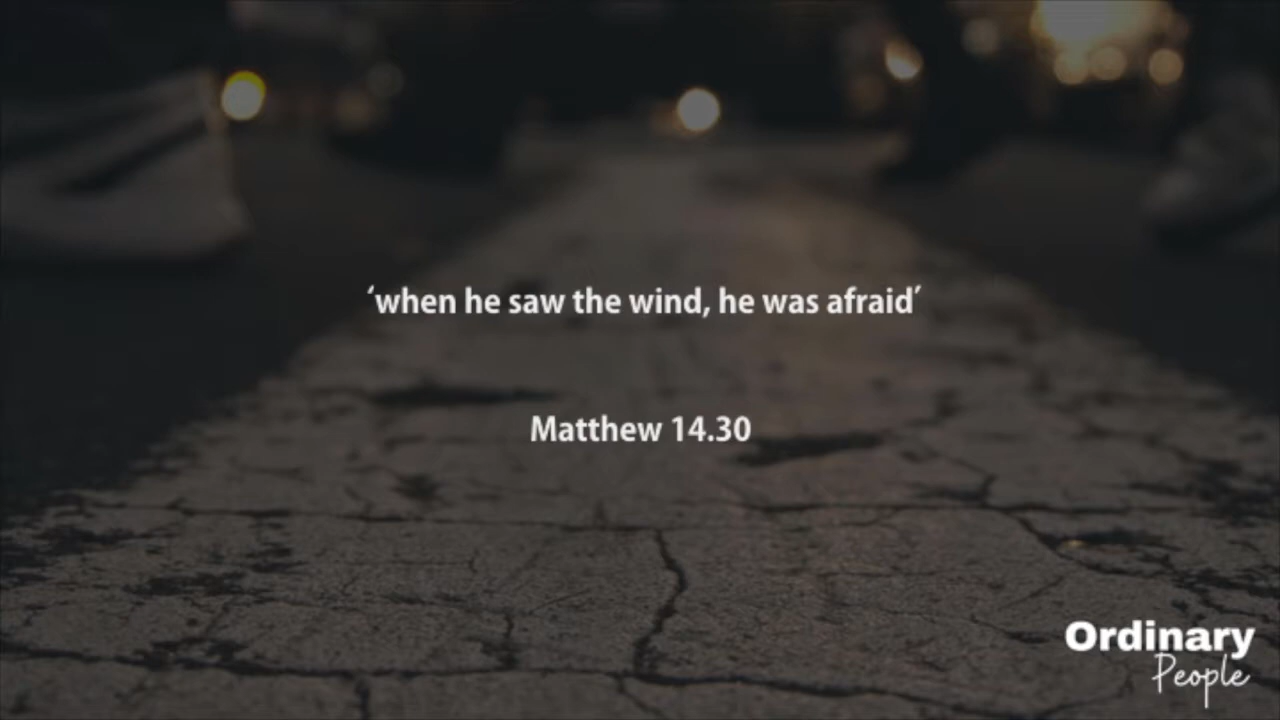 ‘when he saw the wind, he was afraid’
Matthew 14.30
Ordinary
People